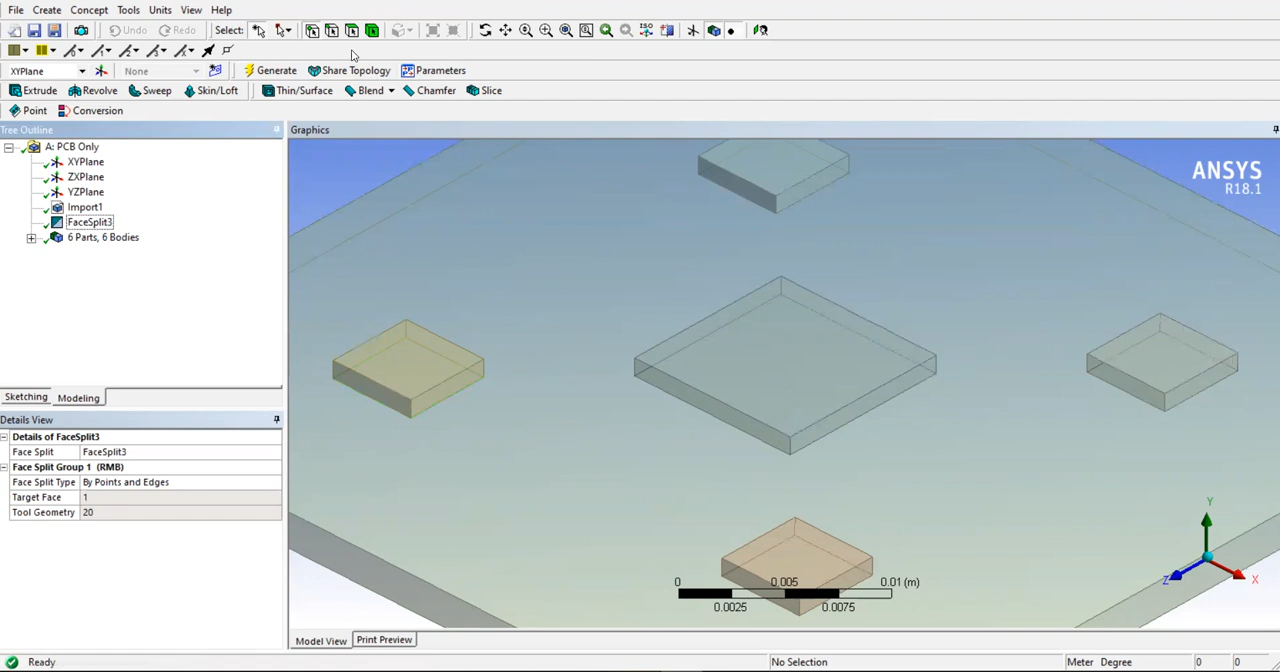 File Create Concept Tools Units View Help
Undo Redo Select: ISO
XYPlane None Generate Share Topology Parameters
Extrude Revolve Sweep Skin/Loft Thin/Surface Blend Chamfer Slice
Point Conversion
Tree Outline
A: PCB Only
XYPlane
ZXPlane
YZPlane
Import1
FaceSplit3
6 Parts, 6 Bodies
Sketching Modeling
Details View
Details of FaceSplit3
Face Split FaceSplit3
Face Split Group 1 (RMB)
Face Split Type By Points and Edges
Target Face 1
Tool Geometry 20
Graphics
ANSYS
R18.1
0 0.005 0.01 (m)
0.0025 0.0075
Y
Z X
Model View Print Preview
Ready No Selection Meter Degree 0 0